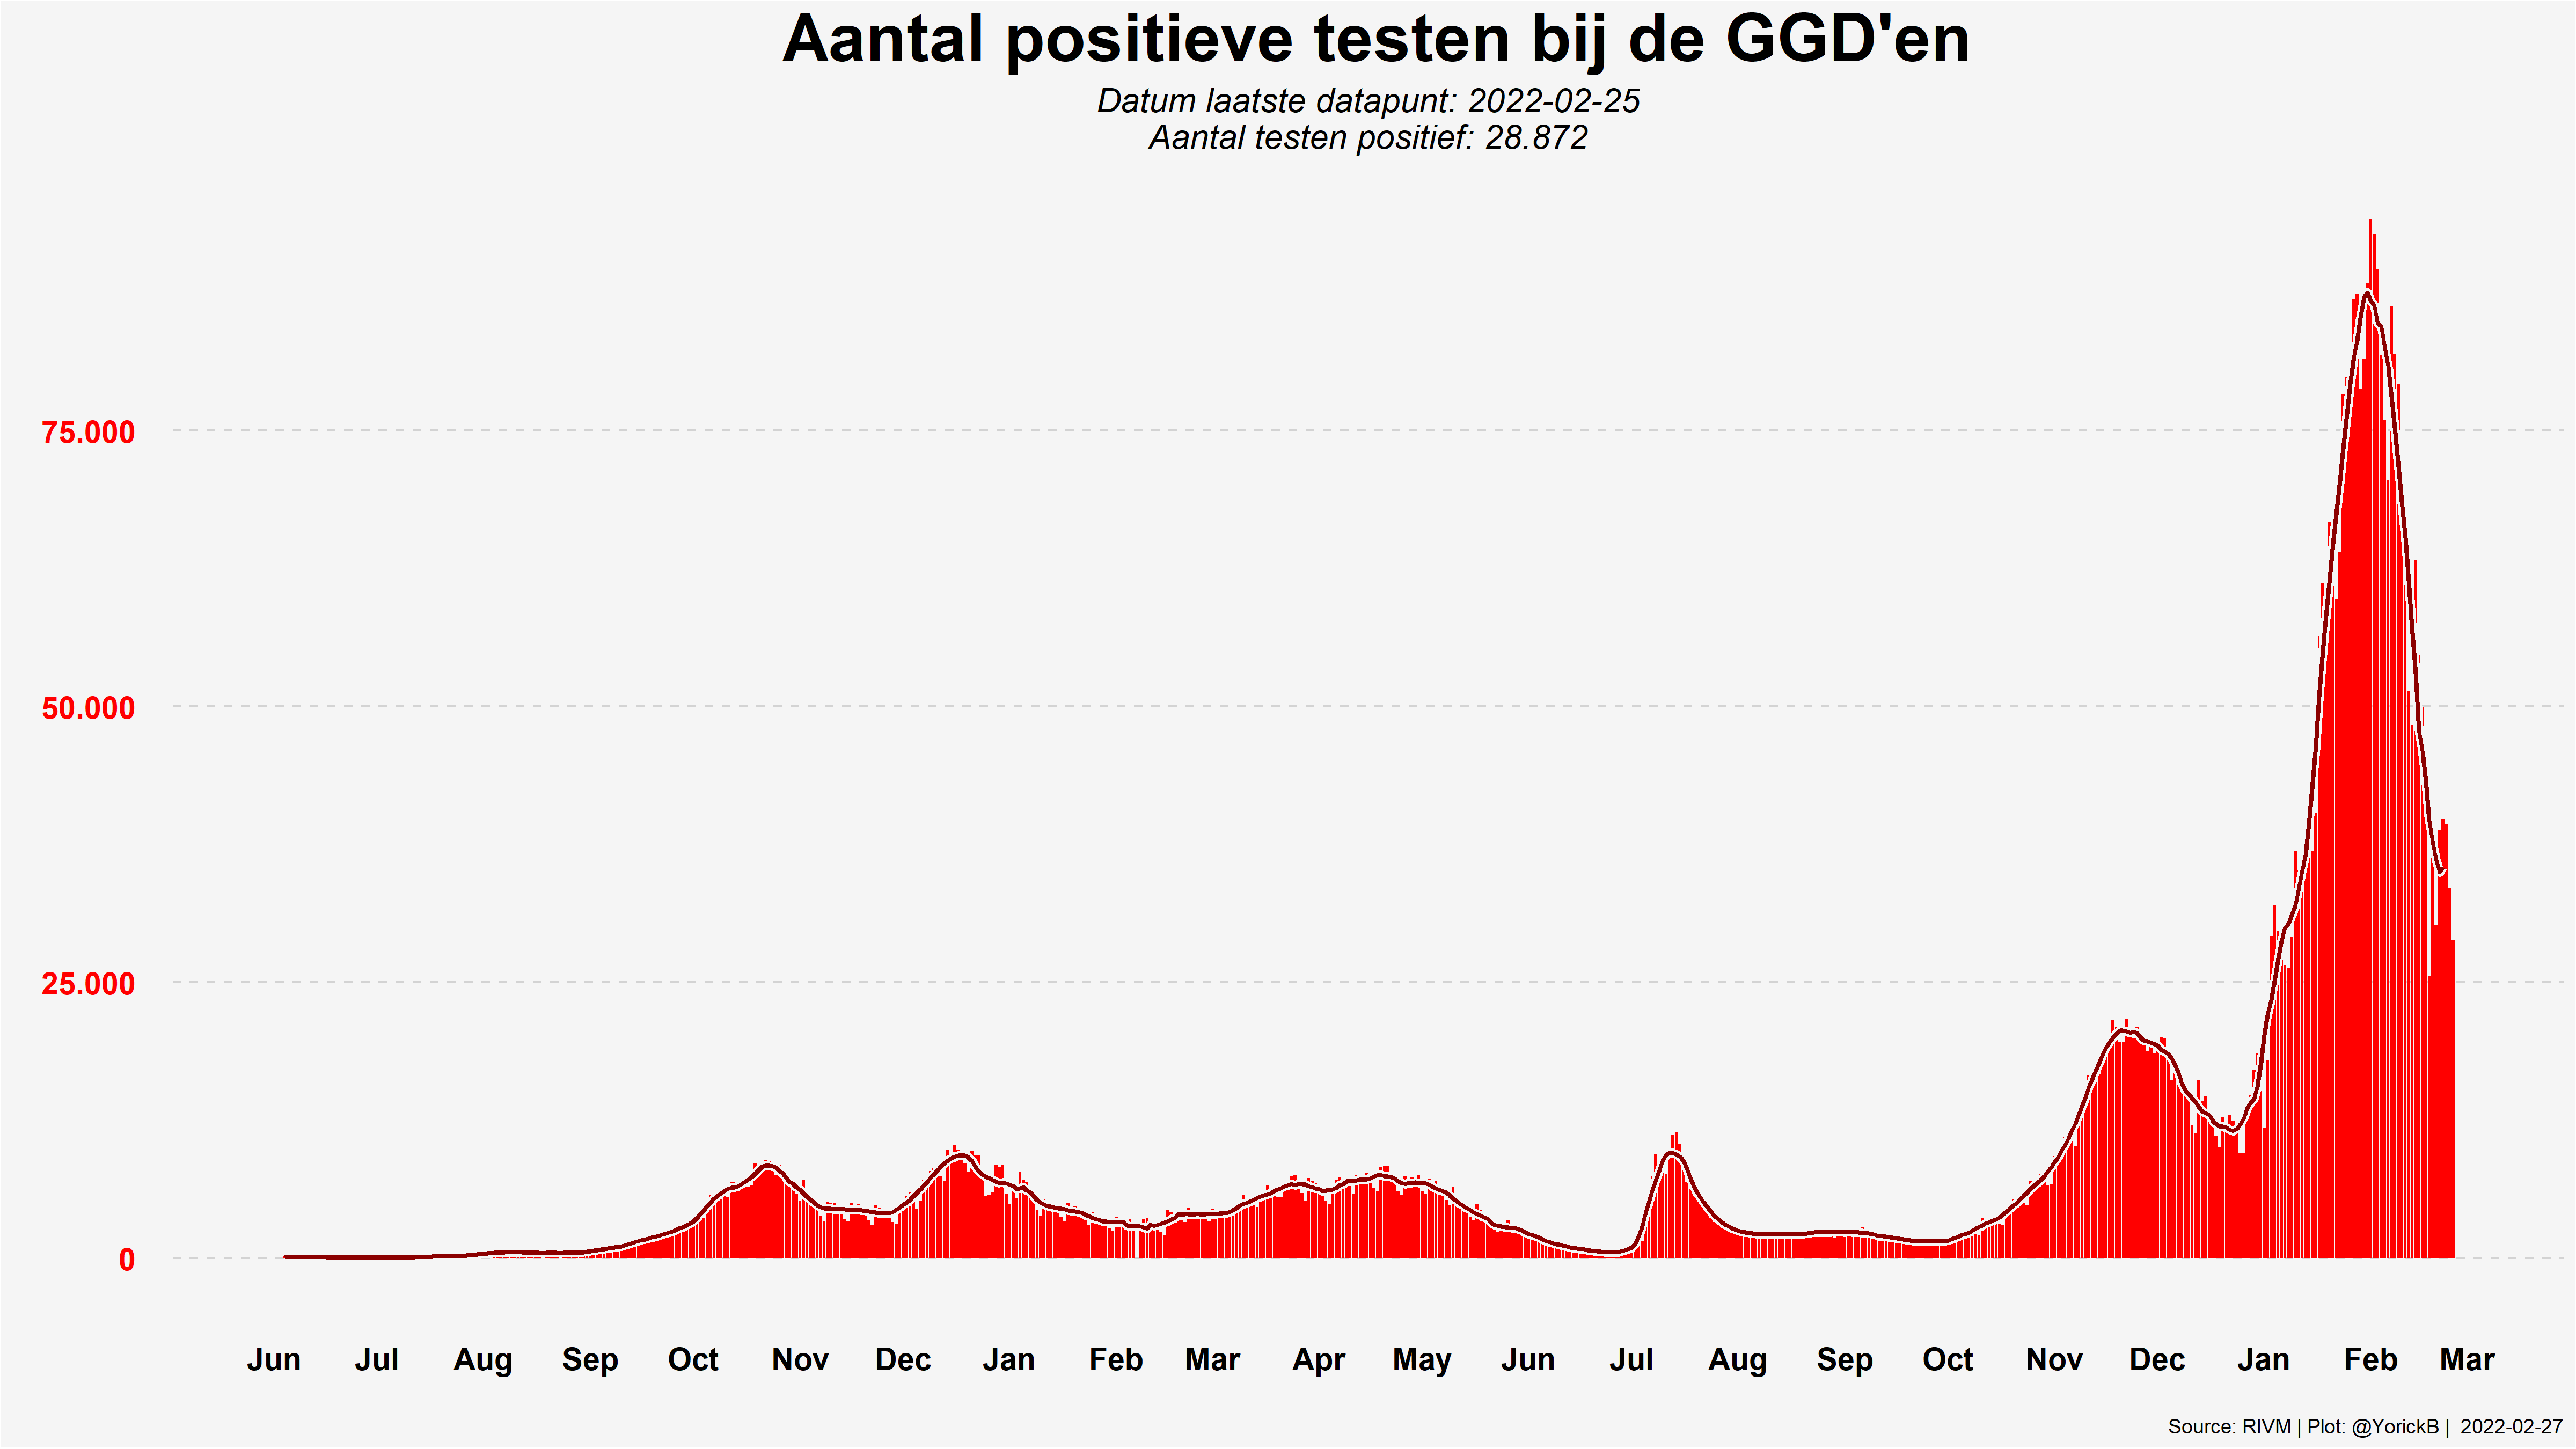 Aantal positieve testen bij de GGD'en
Datum laatste datapunt: 2022-02-25
Aantal testen positief: 28.872
75.000
50.000
25.000
0
Jun Jul Aug Sep Oct Nov Dec Jan Feb Mar Apr May Jun Jul Aug Sep Oct Nov Dec Jan Feb Mar
Source: RIVM | Plot: @YorickB | 2022-02-27